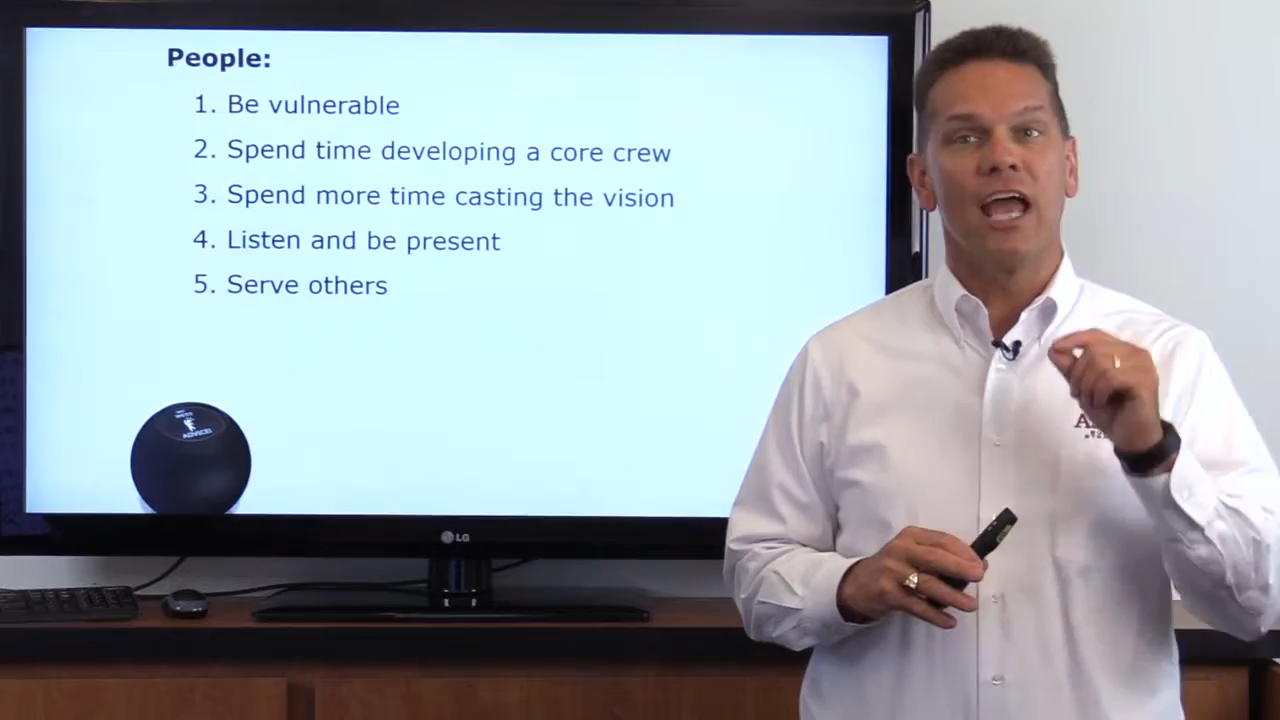 People:
1. Be vulnerable
2. Spend time developing a core crew
3. Spend more time casting the vision
4. Listen and be present
5. Serve others
LG